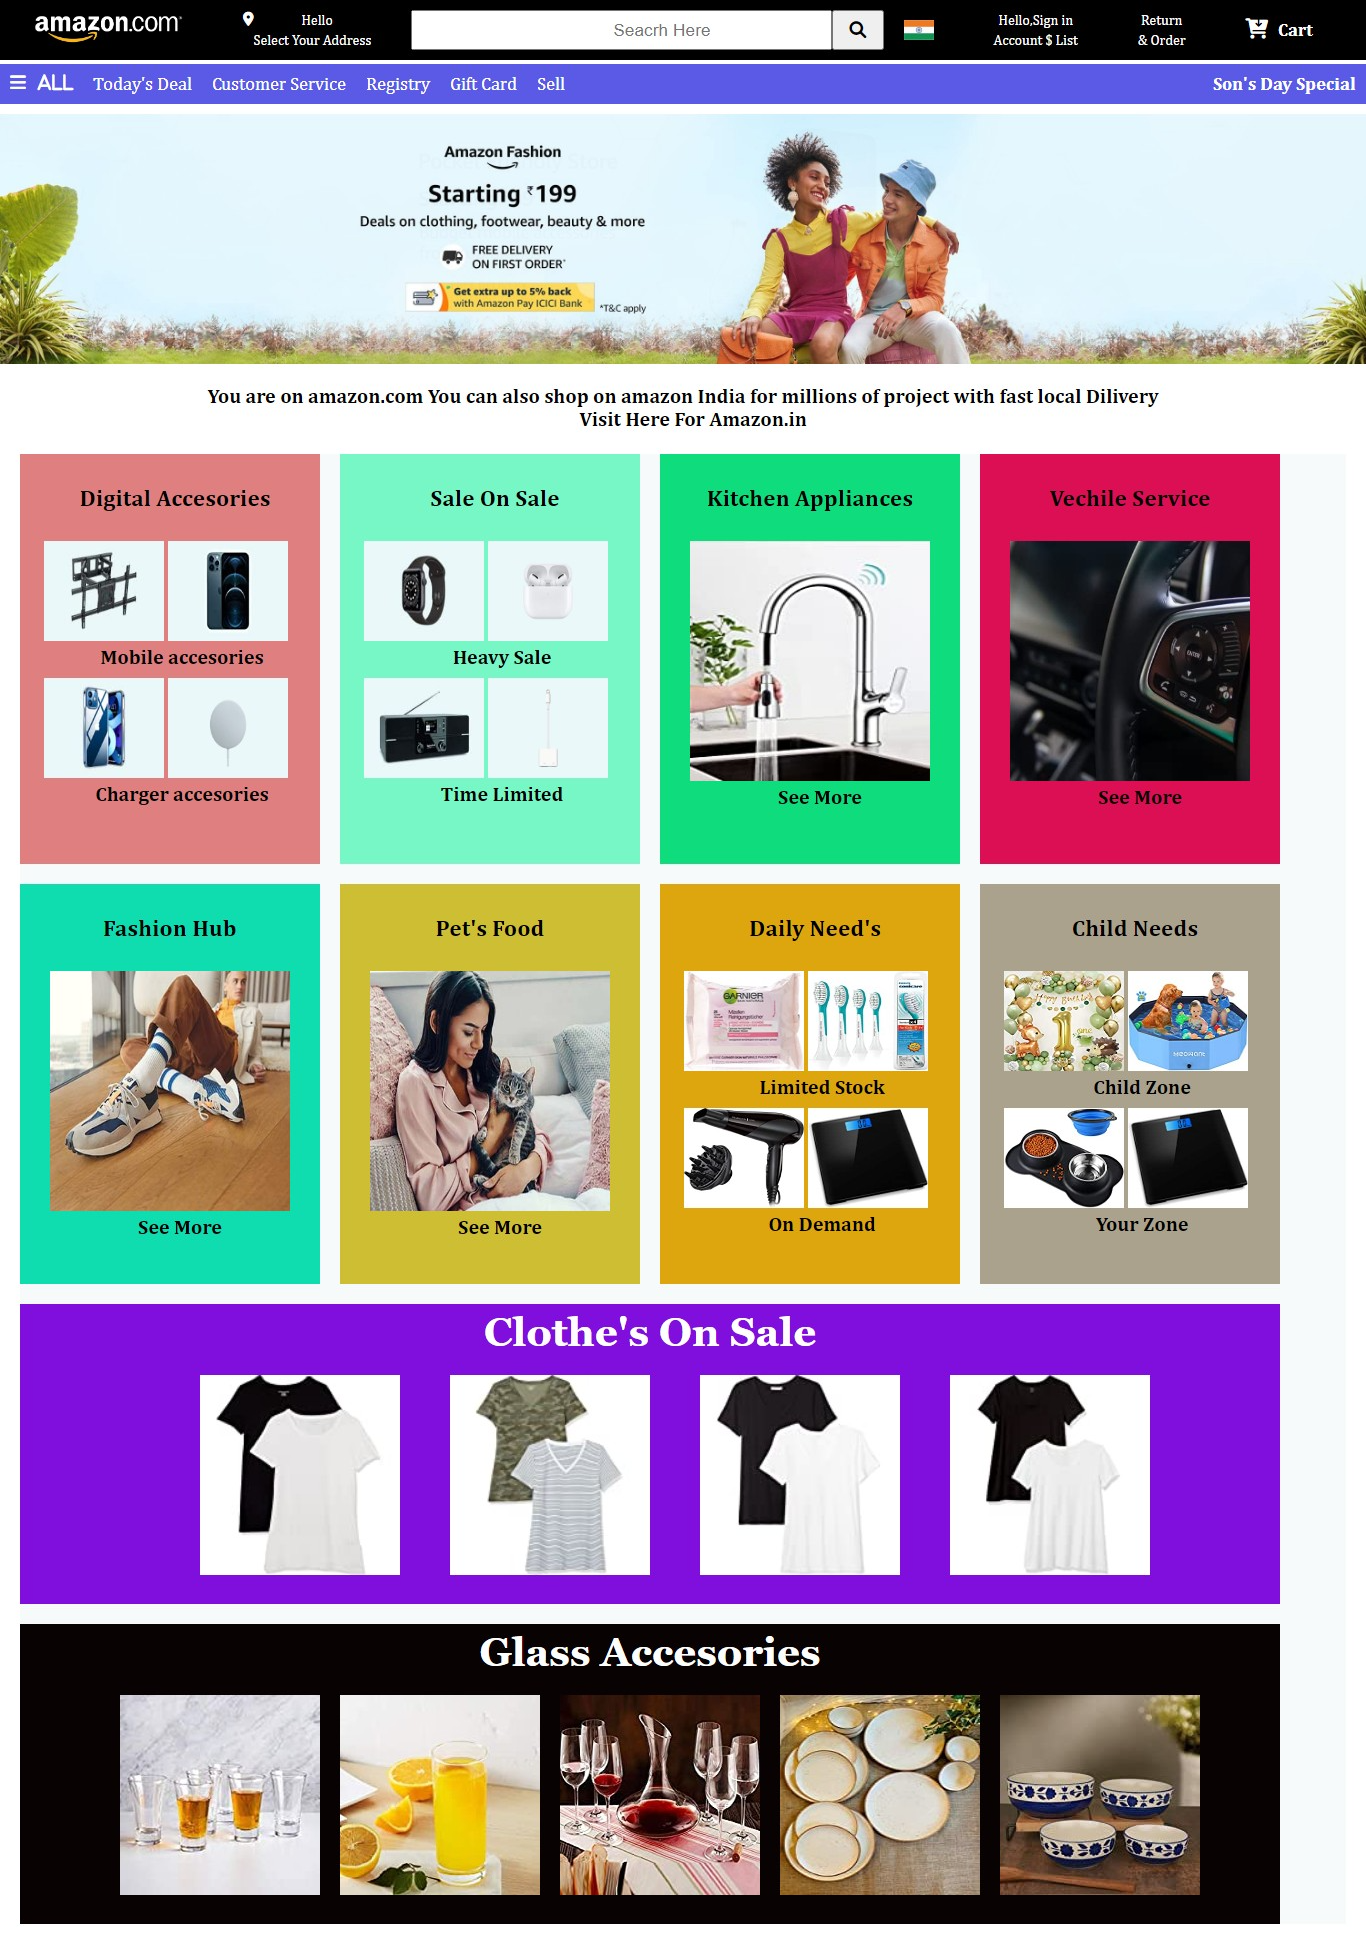 amazon.com
Hello
Select Your Address
Seacrh Here
Hello,Sign in
Account $ List
Return
& Order
Cart
ALL
Today's Deal
Customer Service
Registry
Gift Card
Sell
Son's Day Special
Amazon Fashion
Starting ₹199
Deals on clothing, footwear, beauty & more
FREE DELIVERY
ON FIRST ORDER*
Get extra up to 5% back
with Amazon Pay ICICI Bank
*T&C apply
You are on amazon.com You can also shop on amazon India for millions of project with fast local Dilivery
Visit Here For Amazon.in
Digital Accesories
Mobile accesories
Charger accesories
Sale On Sale
Heavy Sale
Time Limited
Kitchen Appliances
See More
Vechile Service
ENTER
See More
Fashion Hub
See More
Pet's Food
See More
Daily Need's
GARNIER
Limited Stock
On Demand
Child Needs
Child Zone
Your Zone
Clothe's On Sale
Glass Accesories